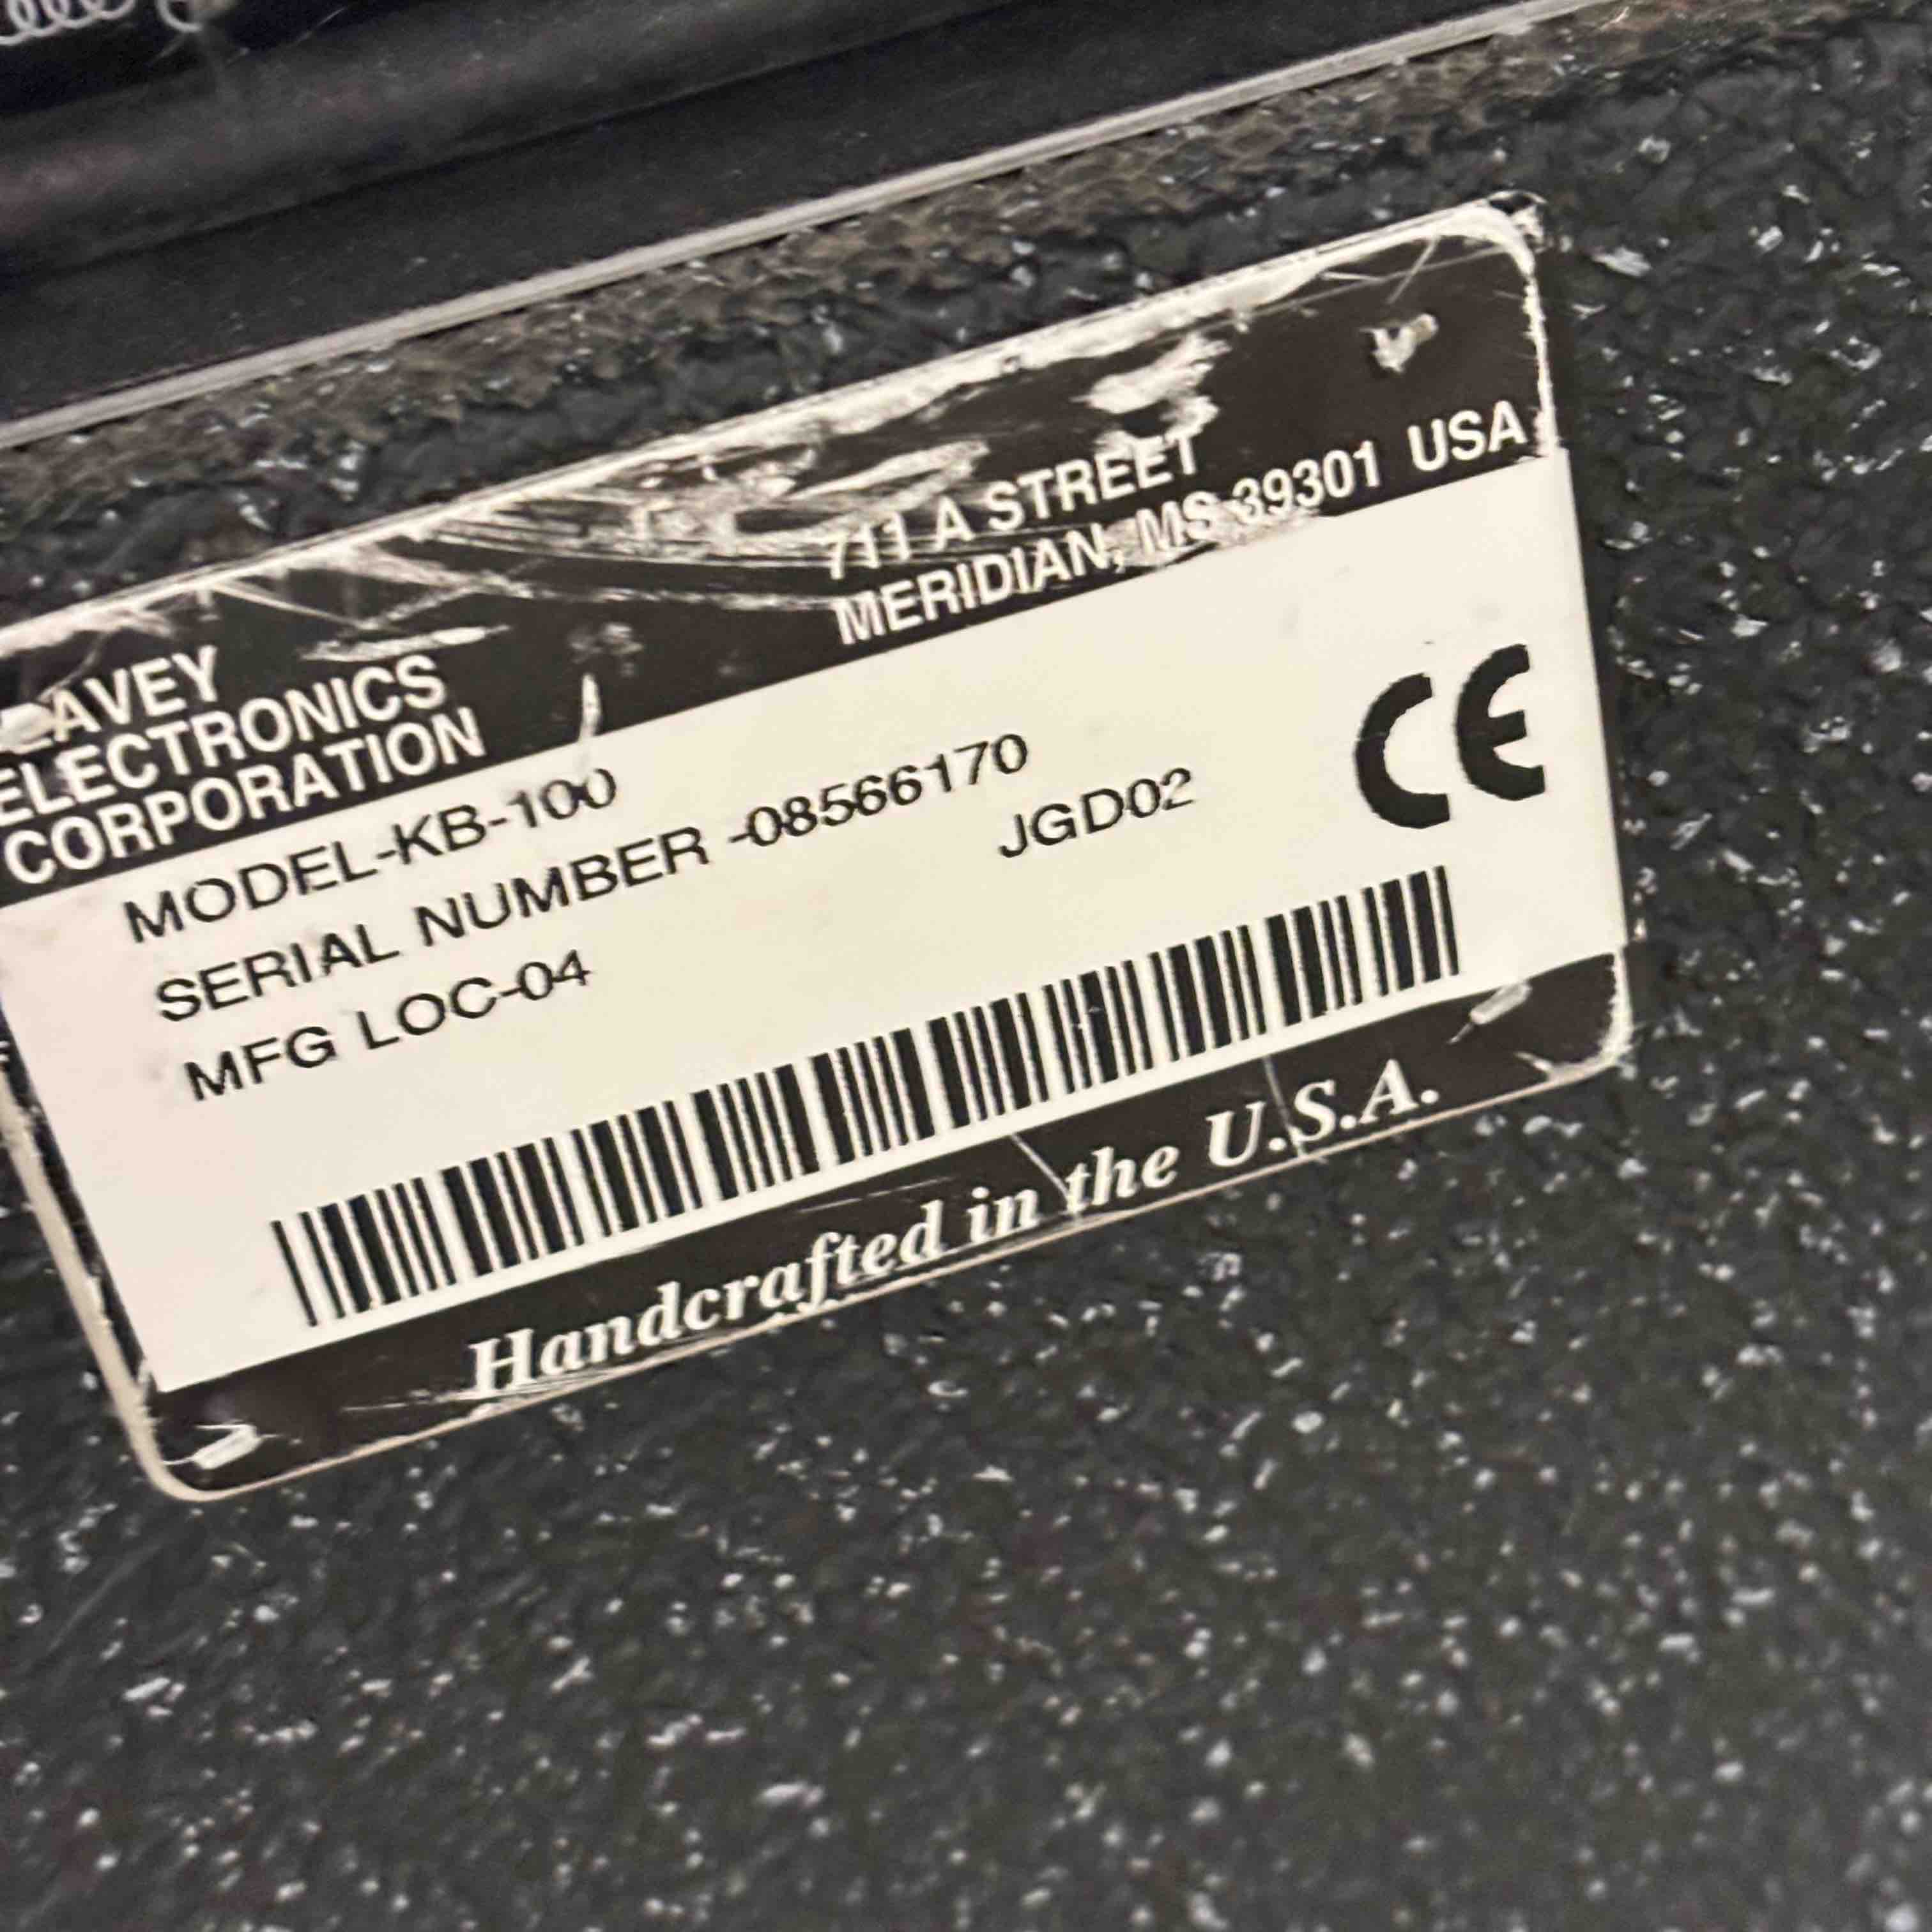 EAVEY
ELECTRONICS
CORPORATION
711 A STREET
MERIDIAN, MS 39301 USA
MODEL-KB-100
SERIAL NUMBER -08566170
JGD02
MFG LOC-04
CE
Handcrafted in the U.S.A.